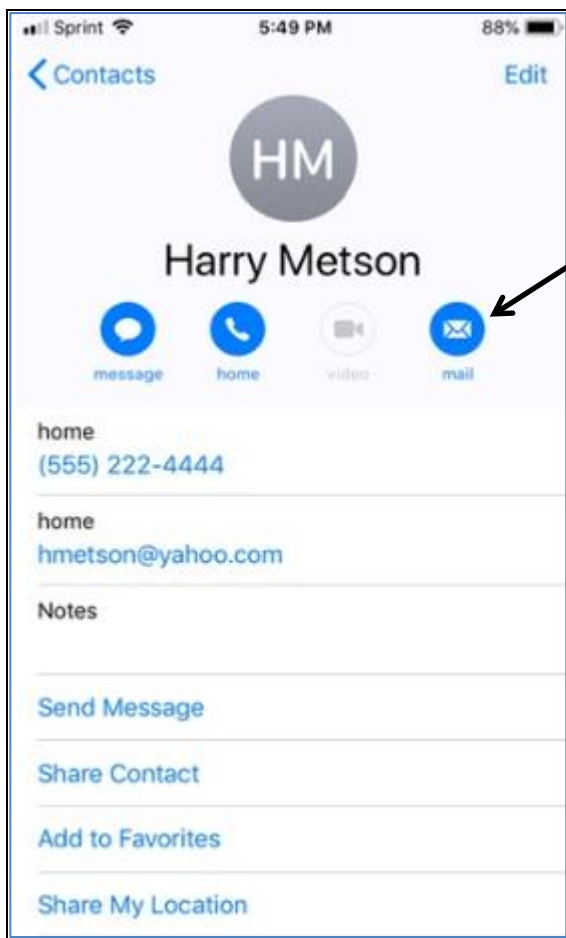 Sprint 5:49 PM 88%
Contacts Edit
HM
Harry Metson
message home video mail
home
(555) 222-4444
home
hmetson@yahoo.com
Notes
Send Message
Share Contact
Add to Favorites
Share My Location